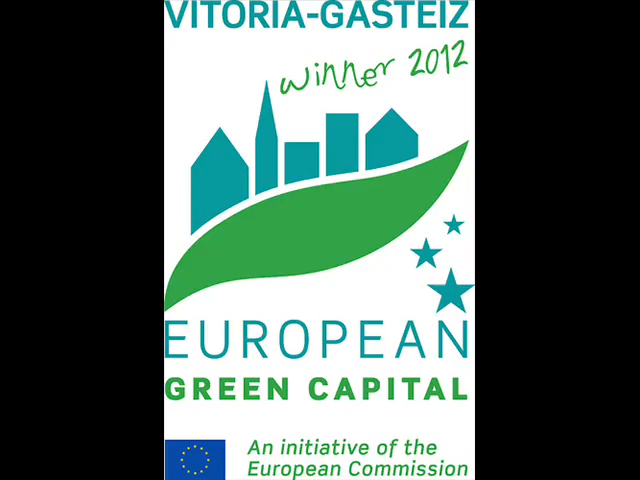 VITORIA-GASTEIZ
winner 2012
EUROPEAN
GREEN CAPITAL
An initiative of the
European Commission